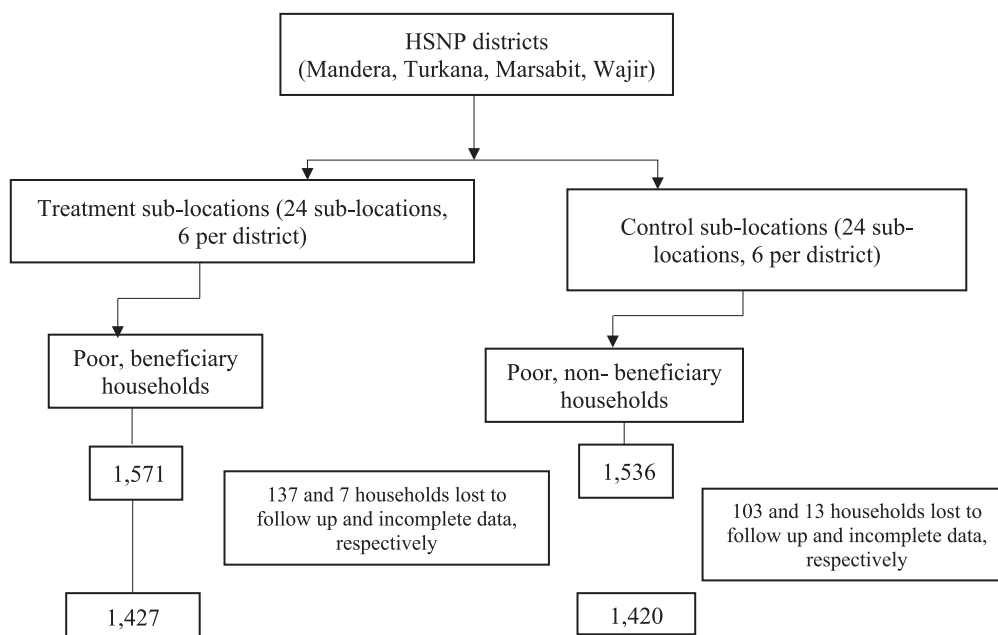 HSNP districts
(Mandera, Turkana, Marsabit, Wajir)
Treatment sub-locations (24 sub-locations,
6 per district)
Control sub-locations (24 sub-
locations, 6 per district)
Poor, beneficiary
households
Poor, non- beneficiary
households
1,571
1,536
137 and 7 households lost to
follow up and incomplete data,
respectively
103 and 13 households lost to
follow up and incomplete data,
respectively
1,427
1,420